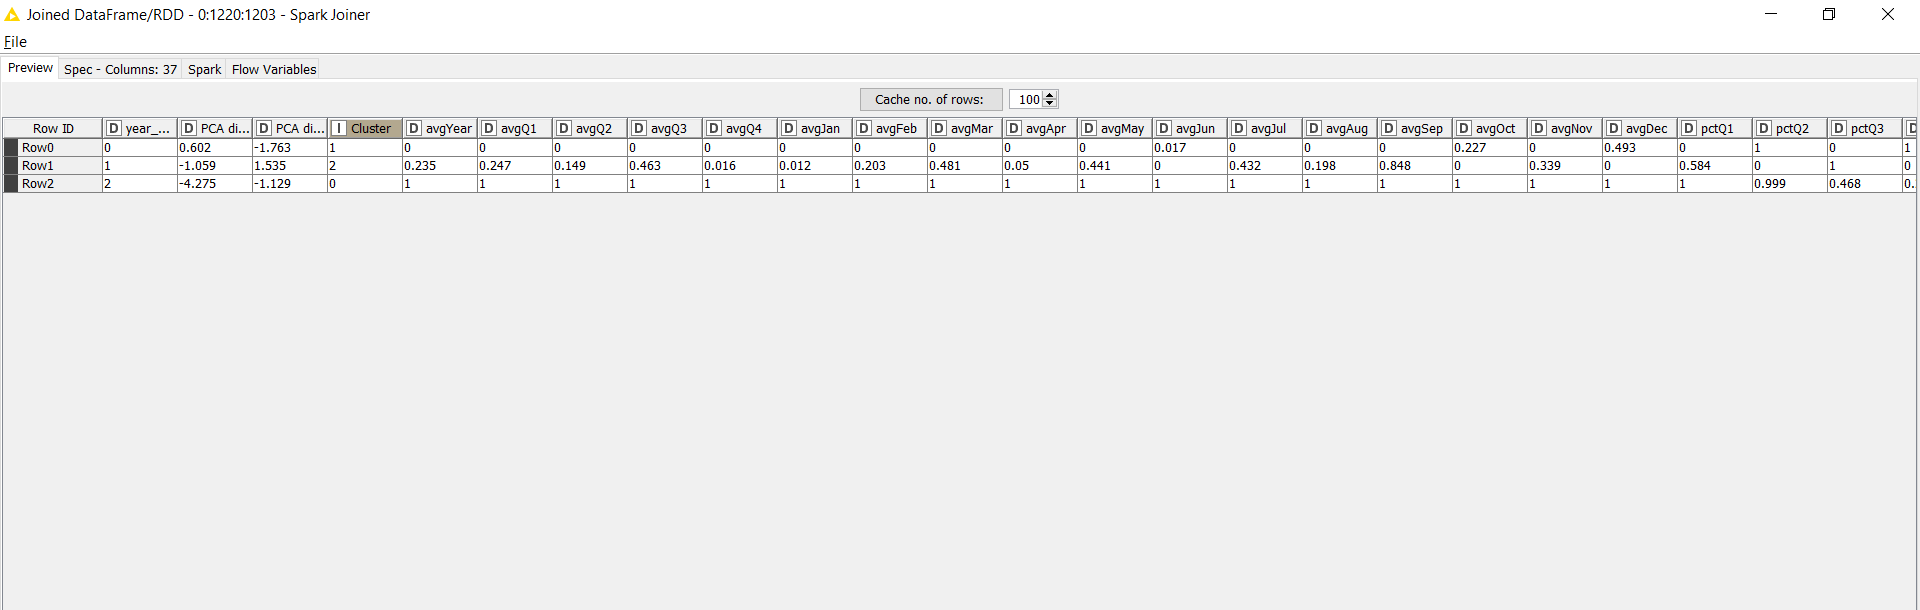 Joined DataFrame/RDD - 0:1220:1203 - Spark Joiner
File
Preview Spec - Columns: 37 Spark Flow Variables
Cache no. of rows: 100
Row ID D year_... D PCA di... D PCA di... I Cluster D avgYear D avgQ1 D avgQ2 D avgQ3 D avgQ4 D avgJan D avgFeb D avgMar D avgApr D avgMay D avgJun D avgJul D avgAug D avgSep D avgOct D avgNov D avgDec D pctQ1 D pctQ2 D pctQ3 D
Row0 0 0.602 -1.763 1 0 0 0 0 0 0 0 0 0 0 0.017 0 0 0 0.227 0 0.493 0 1 0 1
Row1 1 -1.059 1.535 2 0.235 0.247 0.149 0.463 0.016 0.012 0.203 0.481 0.05 0.441 0 0.432 0.198 0.848 0 0.339 0 0.584 0 1 0
Row2 2 -4.275 -1.129 0 1 1 1 1 1 1 1 1 1 1 1 1 1 1 1 1 1 1 0.999 0.468 0.